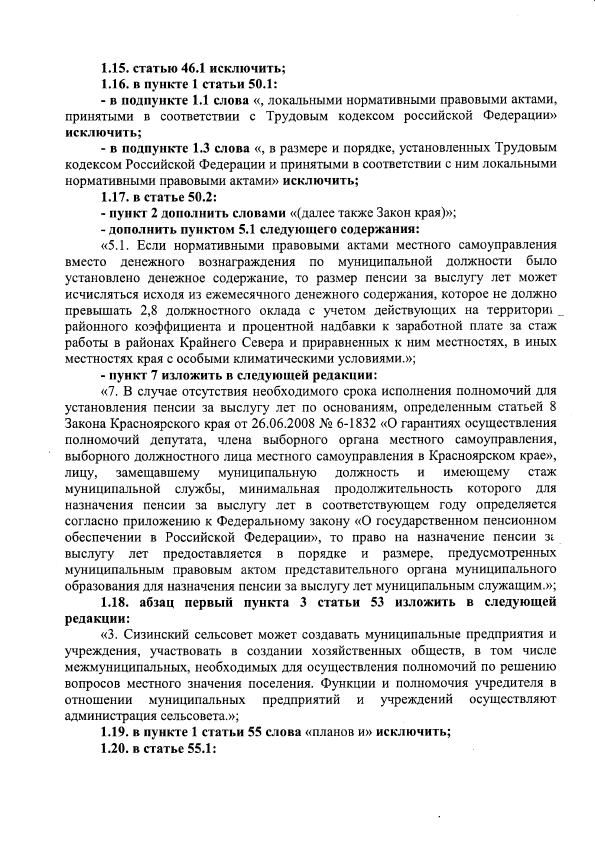 1.15. статью 46.1 исключить;
1.16. в пункте 1 статьи 50.1:
- в подпункте 1.1 слова «, локальными нормативными правовыми актами,
принятыми в соответствии с Трудовым кодексом российской Федерации»
исключить;
- в подпункте 1.3 слова «, в размере и порядке, установленных Трудовым
кодексом Российской Федерации и принятыми в соответствии с ним локальными
нормативными правовыми актами» исключить;
1.17. в статье 50.2:
- пункт 2 дополнить словами «(далее также Закон края)»;
- дополнить пунктом 5.1 следующего содержания:
«5.1. Если нормативными правовыми актами местного самоуправления
вместо денежного вознаграждения по муниципальной должности было
установлено денежное содержание, то размер пенсии за выслугу лет может
исчисляться исходя из ежемесячного денежного содержания, которое не должно
превышать 2,8 должностного оклада с учетом действующих на территории
районного коэффициента и процентной надбавки к заработной плате за стаж
работы в районах Крайнего Севера и приравненных к ним местностях, в иных
местностях края с особыми климатическими условиями.»;
- пункт 7 изложить в следующей редакции:
«7. В случае отсутствия необходимого срока исполнения полномочий для
установления пенсии за выслугу лет по основаниям, определенным статьей 8
Закона Красноярского края от 26.06.2008 № 6-1832 «О гарантиях осуществления
полномочий депутата, члена выборного органа местного самоуправления,
выборного должностного лица местного самоуправления в Красноярском крае»,
лицу, замещавшему муниципальную должность и имеющему стаж
муниципальной службы, минимальная продолжительность которого для
назначения пенсии за выслугу лет в соответствующем году определяется
согласно приложению к Федеральному закону «О государственном пенсионном
обеспечении в Российской Федерации», то право на назначение пенсии за
выслугу лет предоставляется в порядке и размере, предусмотренных
муниципальным правовым актом представительного органа муниципального
образования для назначения пенсии за выслугу лет муниципальным служащим.»;
1.18. абзац первый пункта 3 статьи 53 изложить в следующей
редакции:
«3. Сизинский сельсовет может создавать муниципальные предприятия и
учреждения, участвовать в создании хозяйственных обществ, в том числе
межмуниципальных, необходимых для осуществления полномочий по решению
вопросов местного значения поселения. Функции и полномочия учредителя в
отношении муниципальных предприятий и учреждений осуществляют
администрация сельсовета.»;
1.19. в пункте 1 статьи 55 слова «планов и» исключить;
1.20. в статье 55.1: